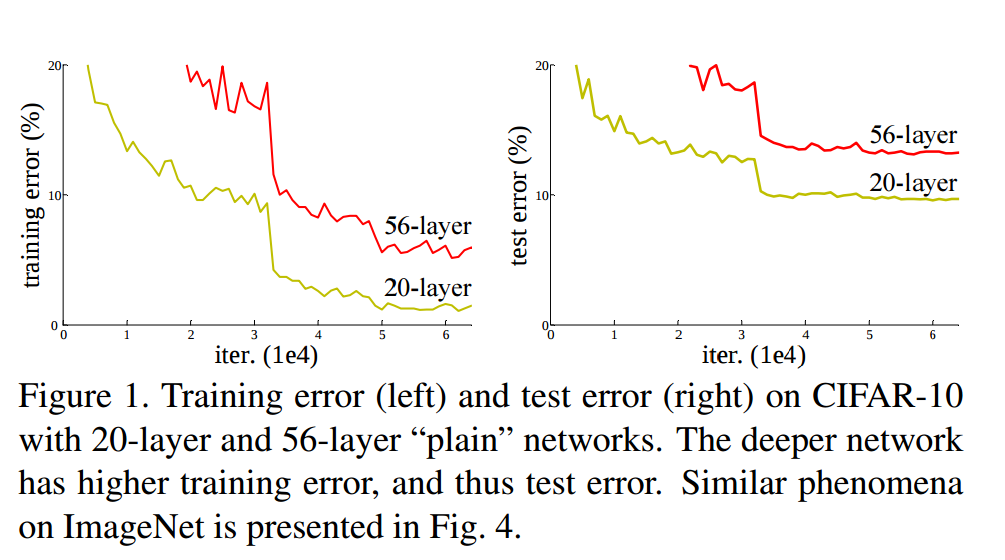 20
10
0
training error (%)
56-layer
20-layer
0 1 2 3 4 5 6
iter. (1e4)
20
10
0
test error (%)
56-layer
20-layer
0 1 2 3 4 5 6
iter. (1e4)
Figure 1. Training error (left) and test error (right) on CIFAR-10
with 20-layer and 56-layer “plain” networks. The deeper network
has higher training error, and thus test error. Similar phenomena
on ImageNet is presented in Fig. 4.